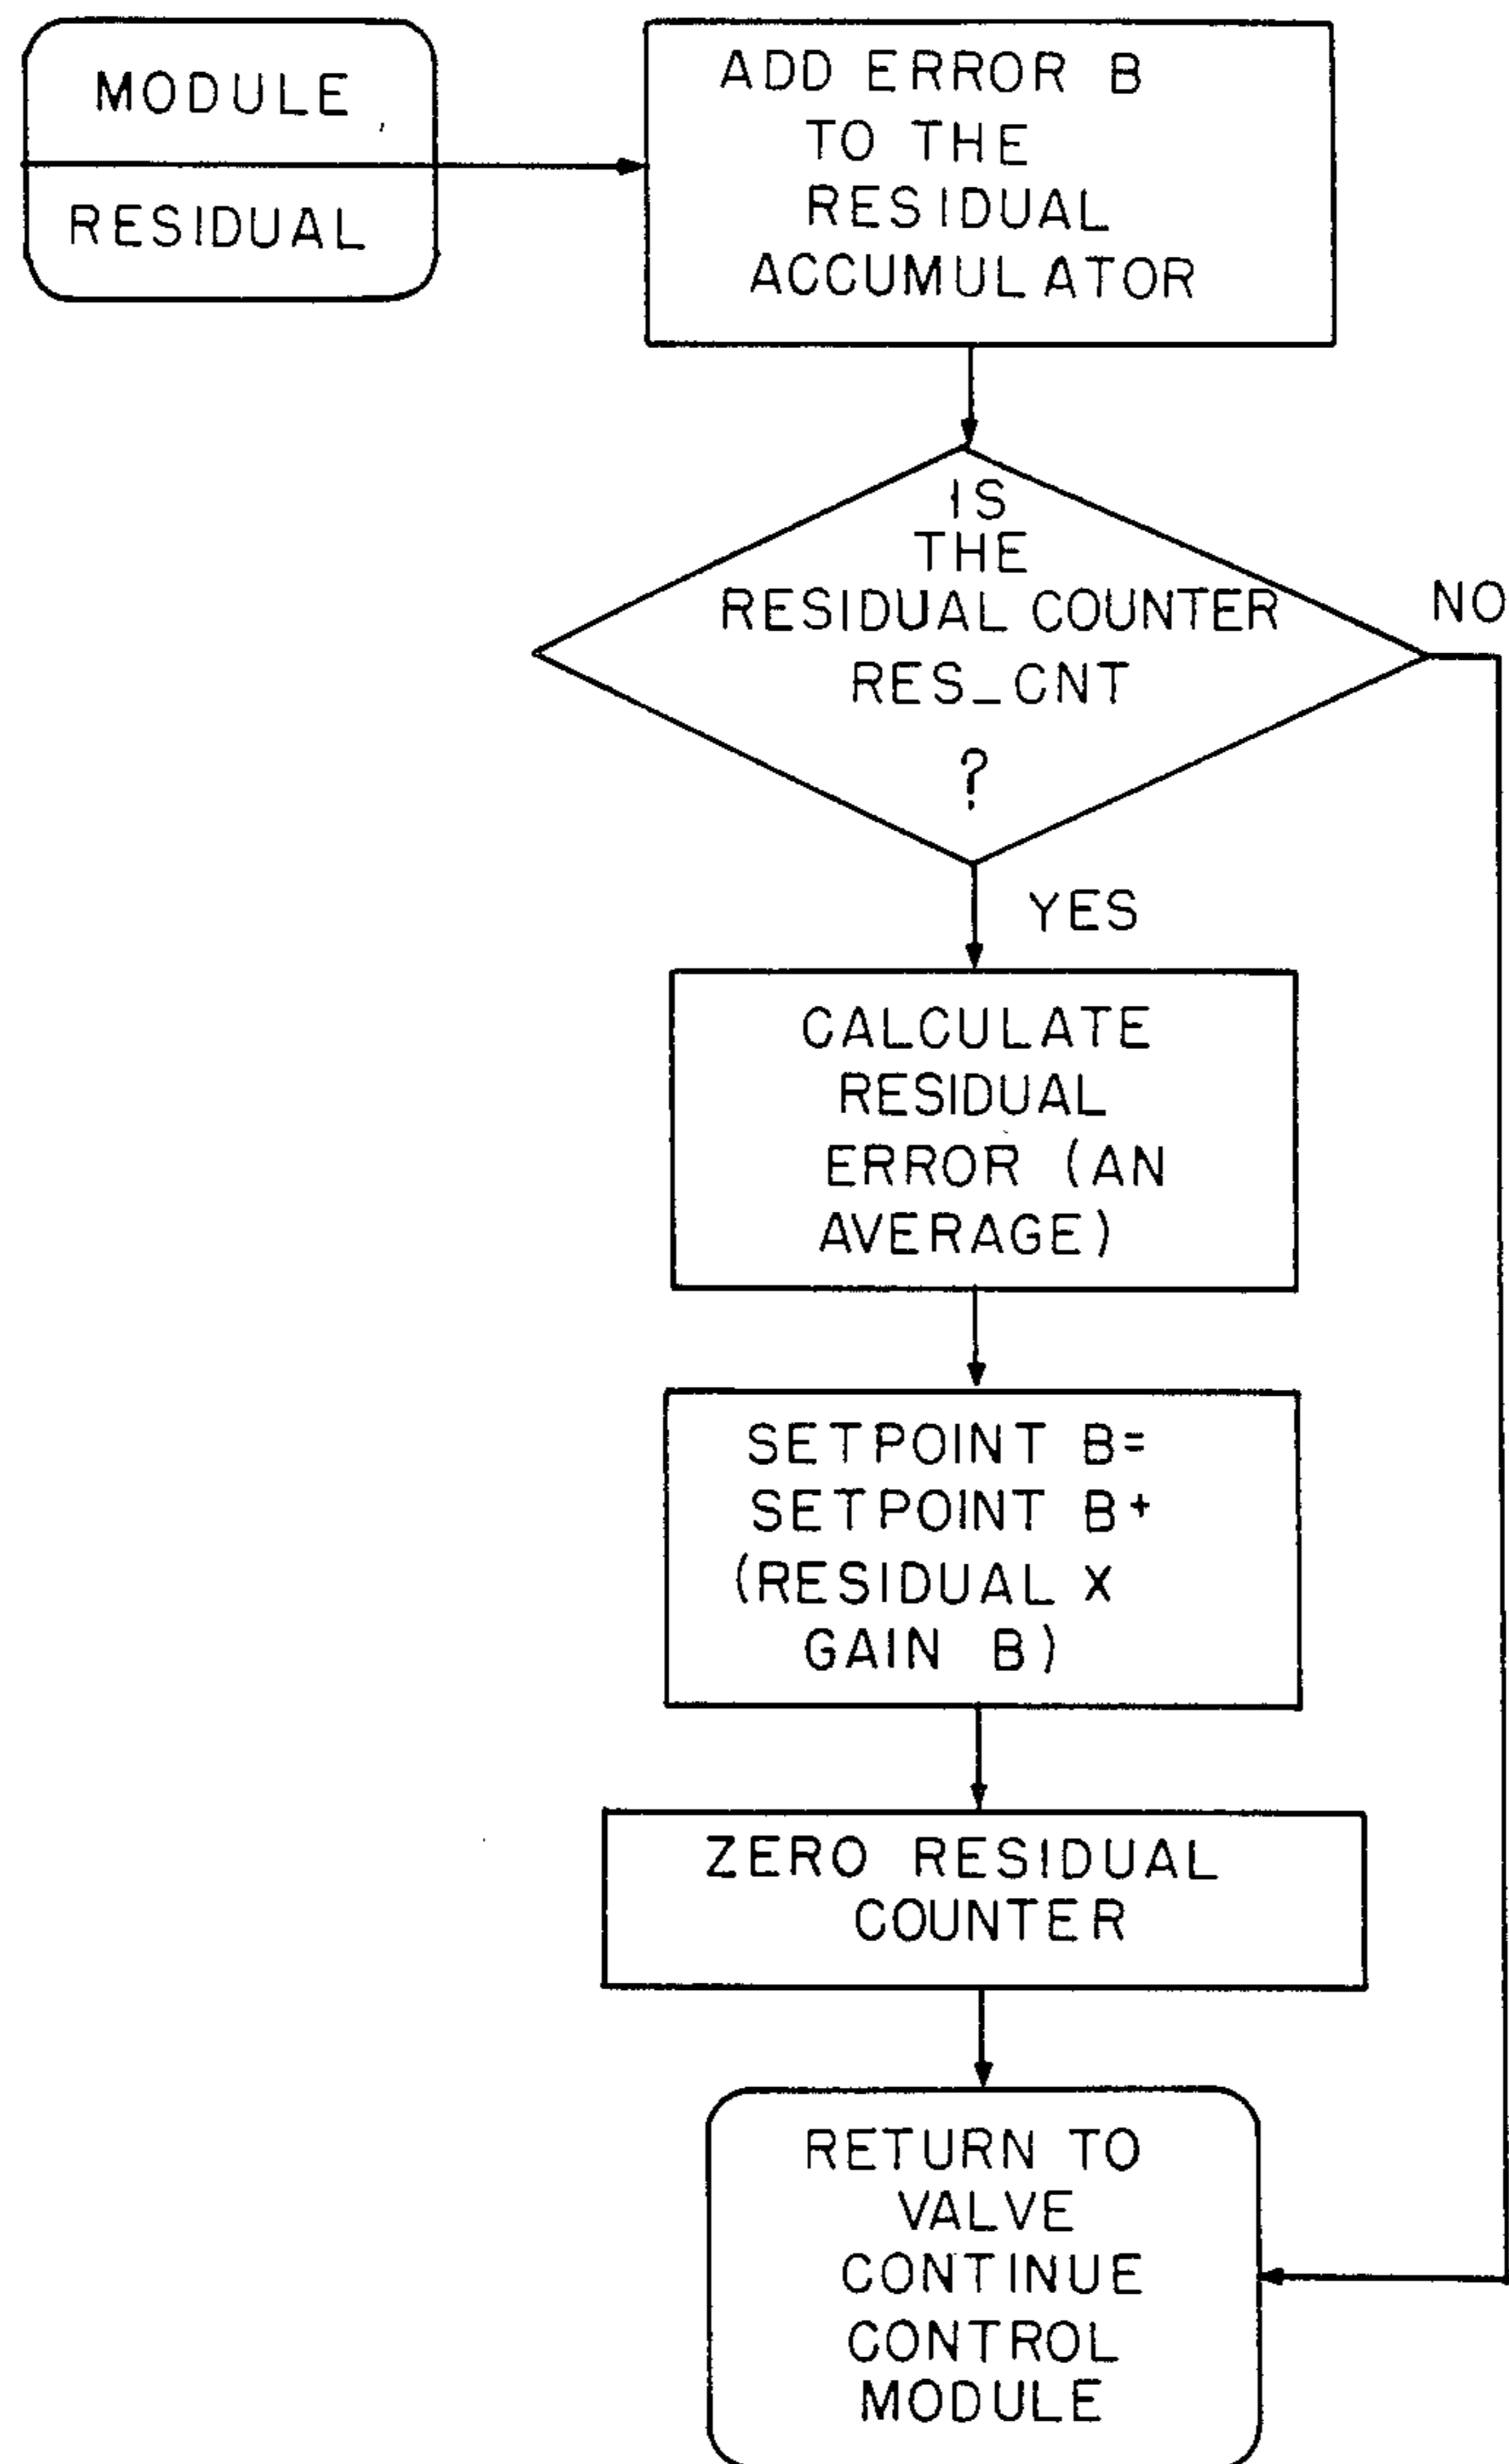 MODULE
RESIDUAL
ADD ERROR B
TO THE
RESIDUAL
ACCUMULATOR
IS
THE
RESIDUAL COUNTER
RES_CNT
?
NO
YES
CALCULATE
RESIDUAL
ERROR (AN
AVERAGE)
SETPOINT B=
SETPOINT B+
(RESIDUAL X
GAIN B)
ZERO RESIDUAL
COUNTER
RETURN TO
VALVE
CONTINUE
CONTROL
MODULE